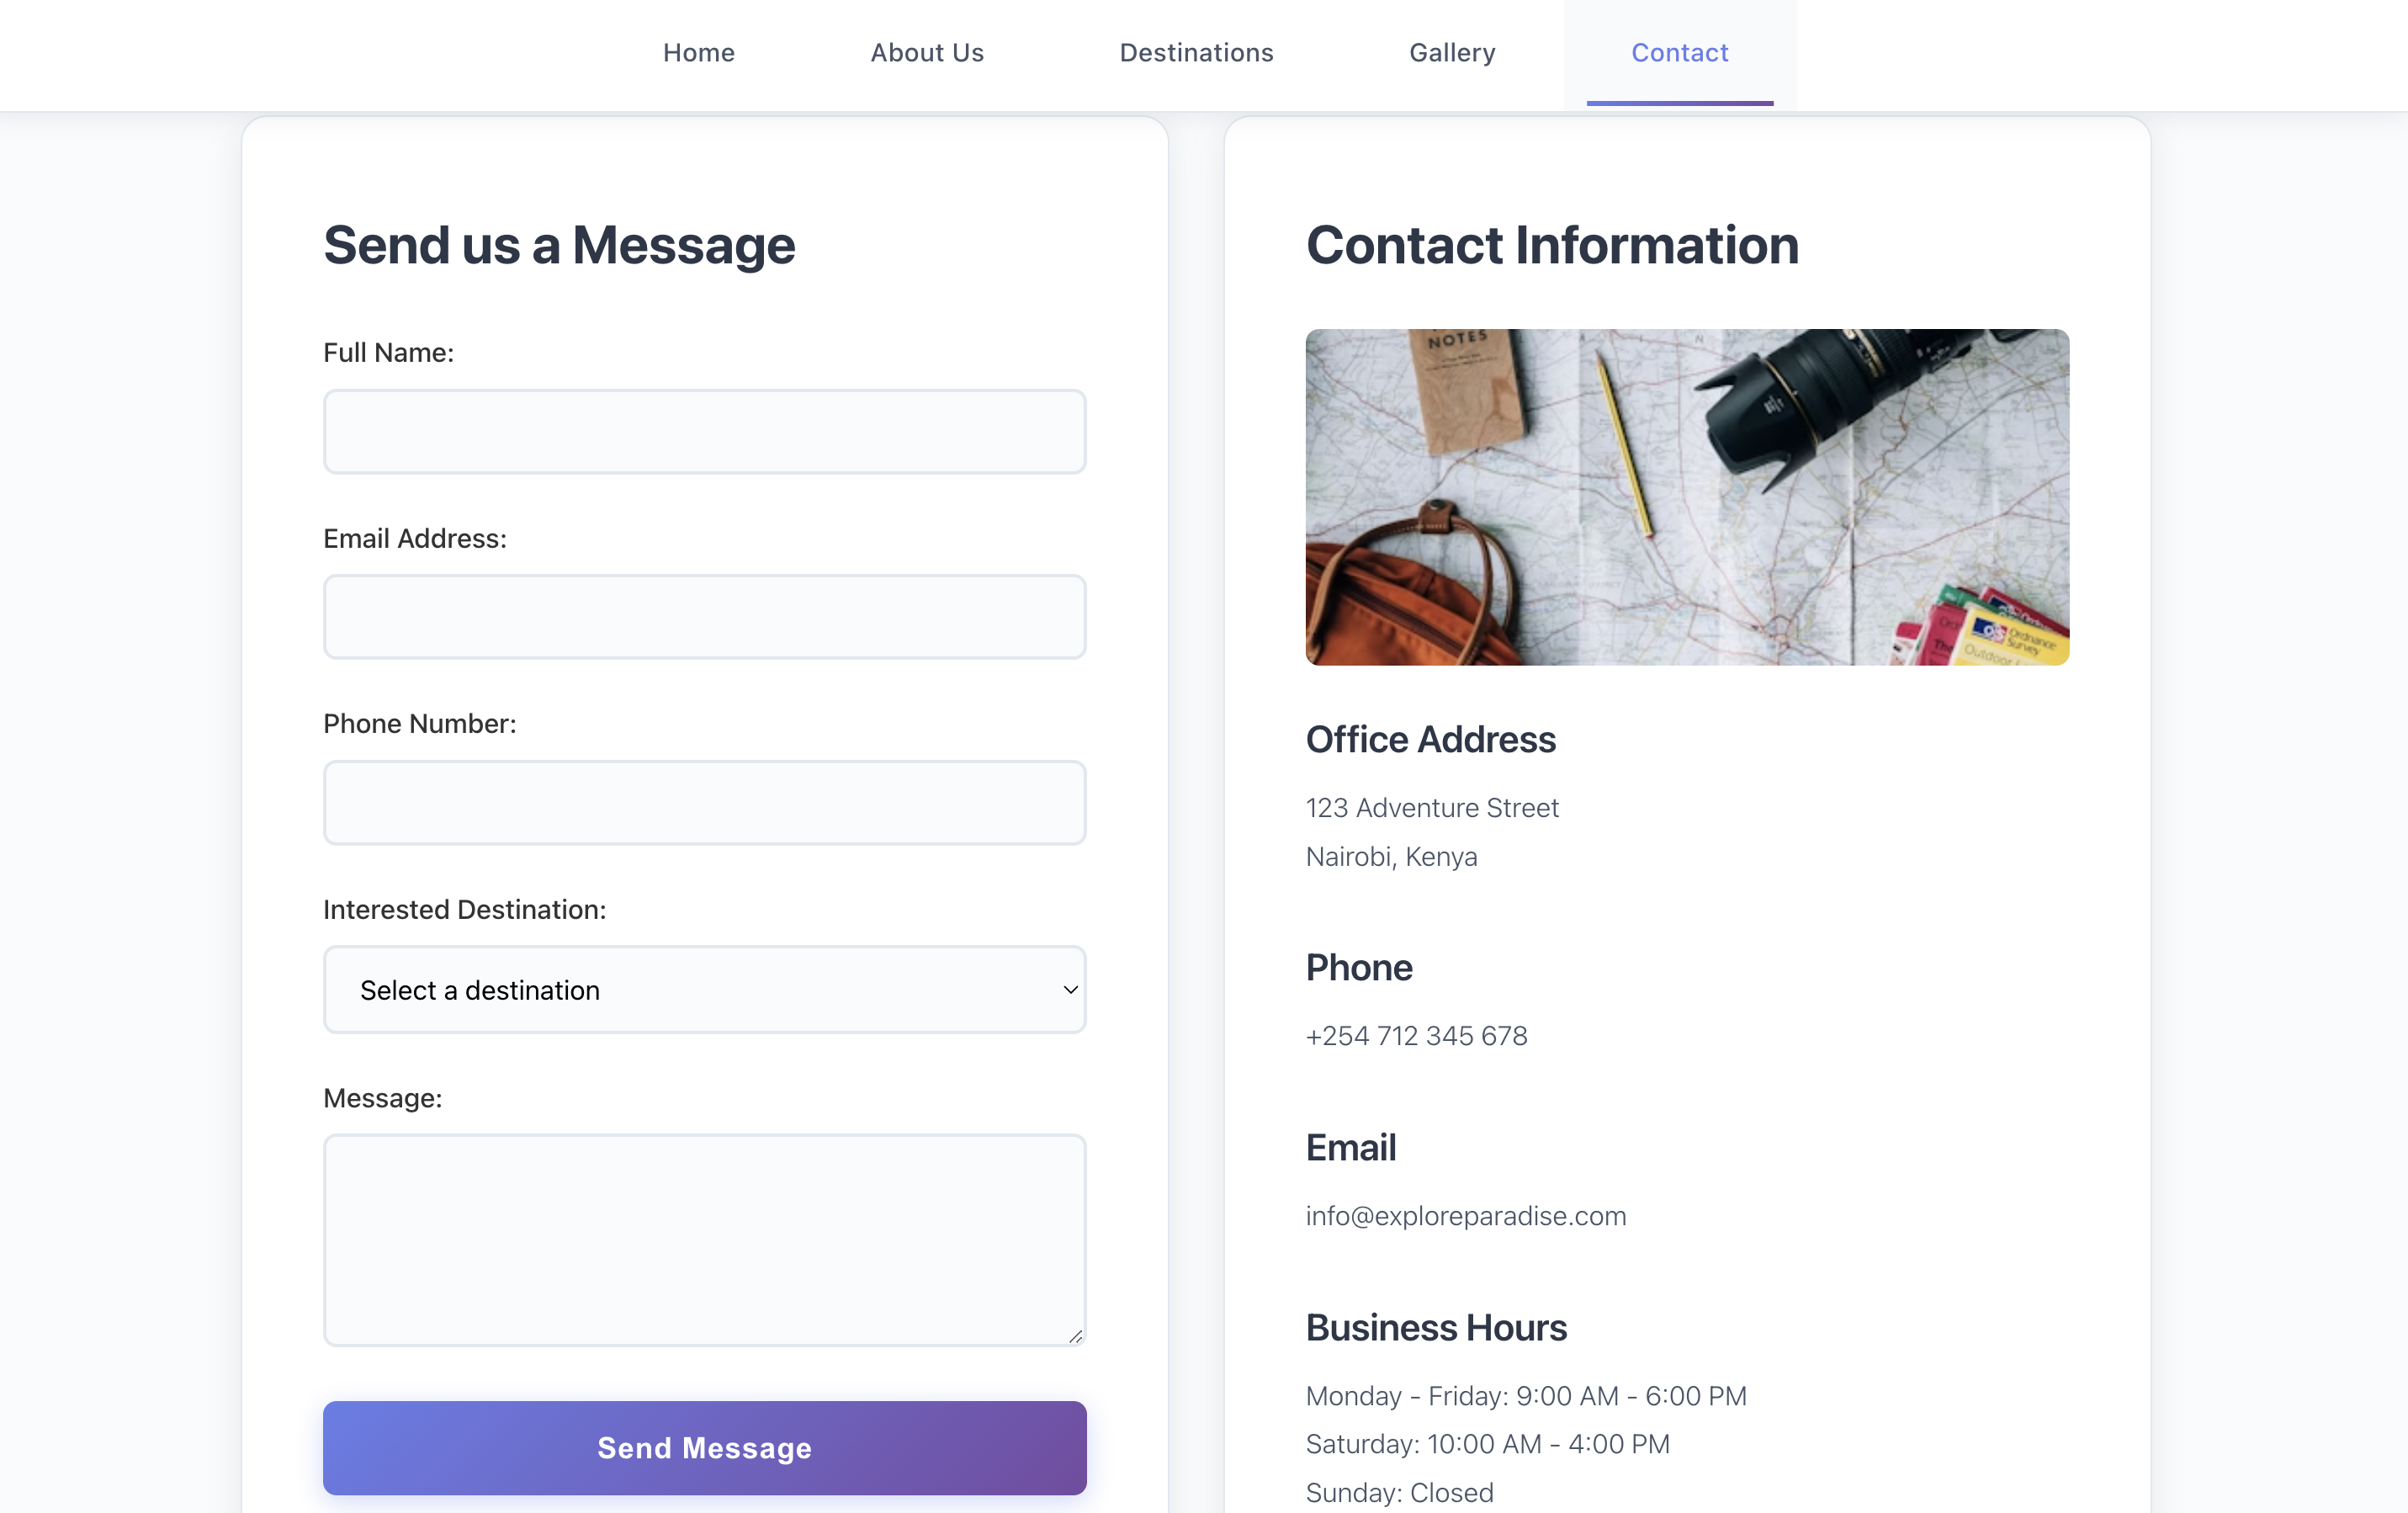 Home
About Us
Destinations
Gallery
Contact
Send us a Message
Full Name:
Email Address:
Phone Number:
Interested Destination:
Select a destination
Message:
Send Message
Contact Information
NOTES
Ordnance
Survey
Outdoor
Office Address
123 Adventure Street
Nairobi, Kenya
Phone
+254 712 345 678
Email
info@exploreparadise.com
Business Hours
Monday - Friday: 9:00 AM - 6:00 PM
Saturday: 10:00 AM - 4:00 PM
Sunday: Closed